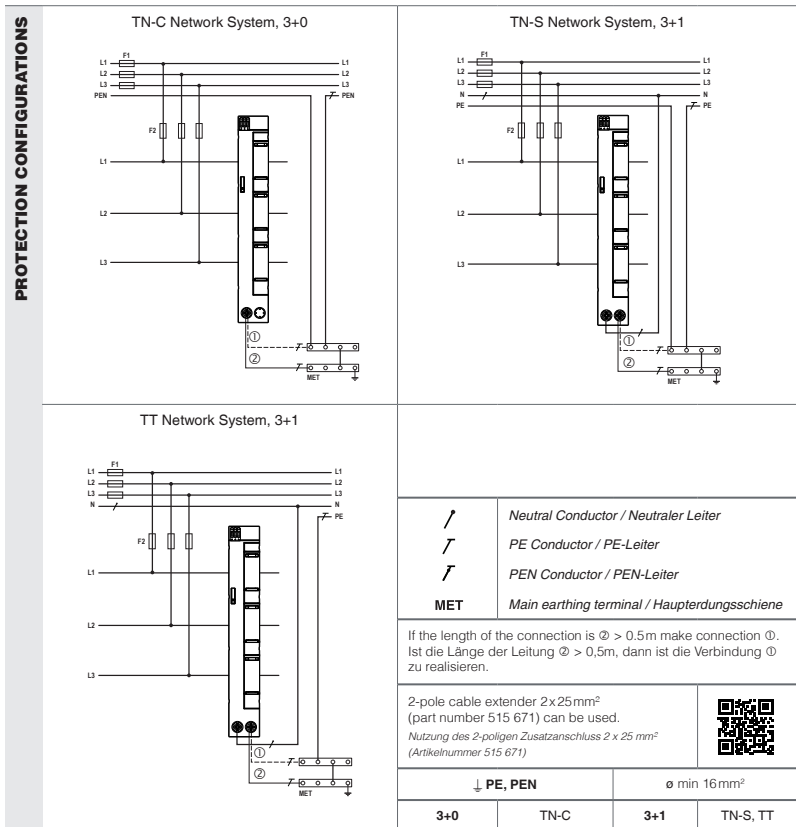 PROTECTION CONFIGURATIONS
TN-C Network System, 3+0
F1
L1 L1
L2 L2
L3 L3
PEN PEN
F2
L1
L2
L3
①
②
MET
TN-S Network System, 3+1
F1
L1 L1
L2 L2
L3 L3
N N
PE PE
F2
L1
L2
L3
①
②
MET
TT Network System, 3+1
F1
L1 L1
L2 L2
L3 L3
N N
PE
F2
L1
L2
L3
①
②
MET
Neutral Conductor / Neutraler Leiter
PE Conductor / PE-Leiter
PEN Conductor / PEN-Leiter
MET Main earthing terminal / Haupterdungsschiene
If the length of the connection is ② > 0.5m make connection ①.
Ist die Länge der Leitung ② > 0,5m, dann ist die Verbindung ①
zu realisieren.
2-pole cable extender 2x25mm²
(part number 515 671) can be used.
Nutzung des 2-poligen Zusatzanschluss 2 x 25 mm²
(Artikelnummer 515 671)
⏚ PE, PEN ø min 16mm²
3+0 TN-C 3+1 TN-S, TT